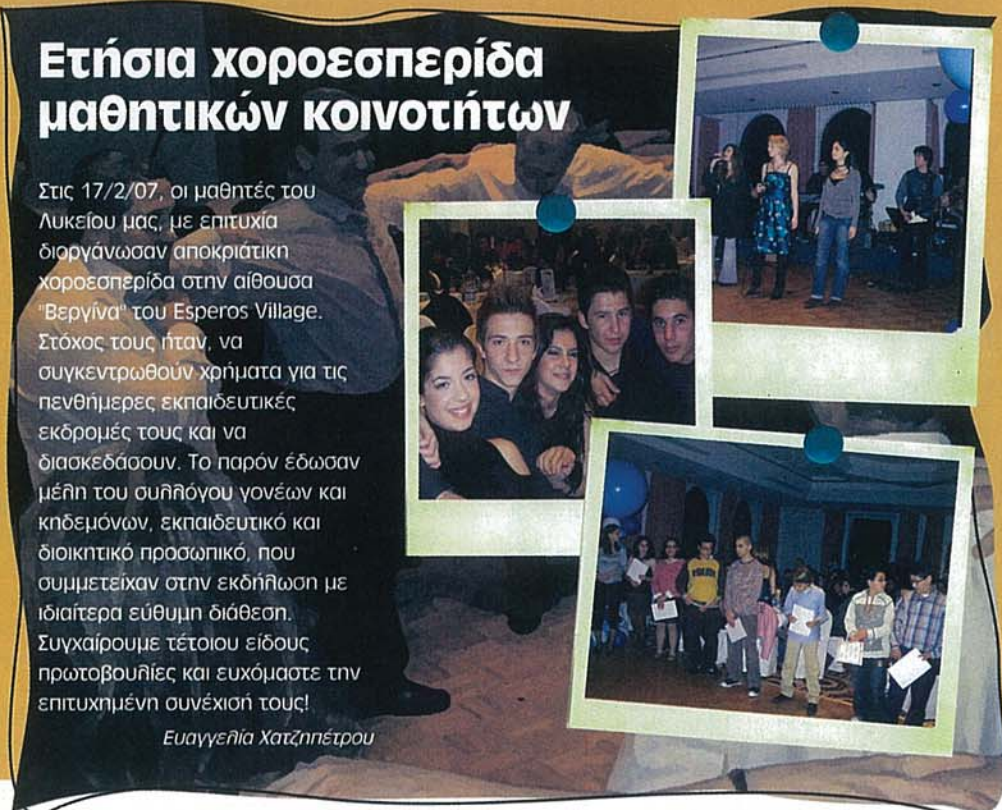 Ετήσια χοροεσπερίδα
μαθητικών κοινοτήτων
Στις 17/2/07, οι μαθητές του
Λυκείου μας, με επιτυχία
διοργάνωσαν αποκριάτικη
χοροεσπερίδα στην αίθουσα
"Βεργίνα" του Esperos Village.
Στόχος τους ήταν, να
συγκεντρωθούν χρήματα για τις
πενθήμερες εκπαιδευτικές
εκδρομές τους και να
διασκεδάσουν. Το παρόν έδωσαν
μέλη του συλλόγου γονέων και
κηδεμόνων, εκπαιδευτικό και
διοικητικό προσωπικό, που
συμμετείχαν στην εκδήλωση με
ιδιαίτερα εύθυμη διάθεση.
Συγχαίρουμε τέτοιου είδους
πρωτοβουλίες και ευχόμαστε την
επιτυχημένη συνέχισή τους!
Ευαγγελία Χατζηπέτρου